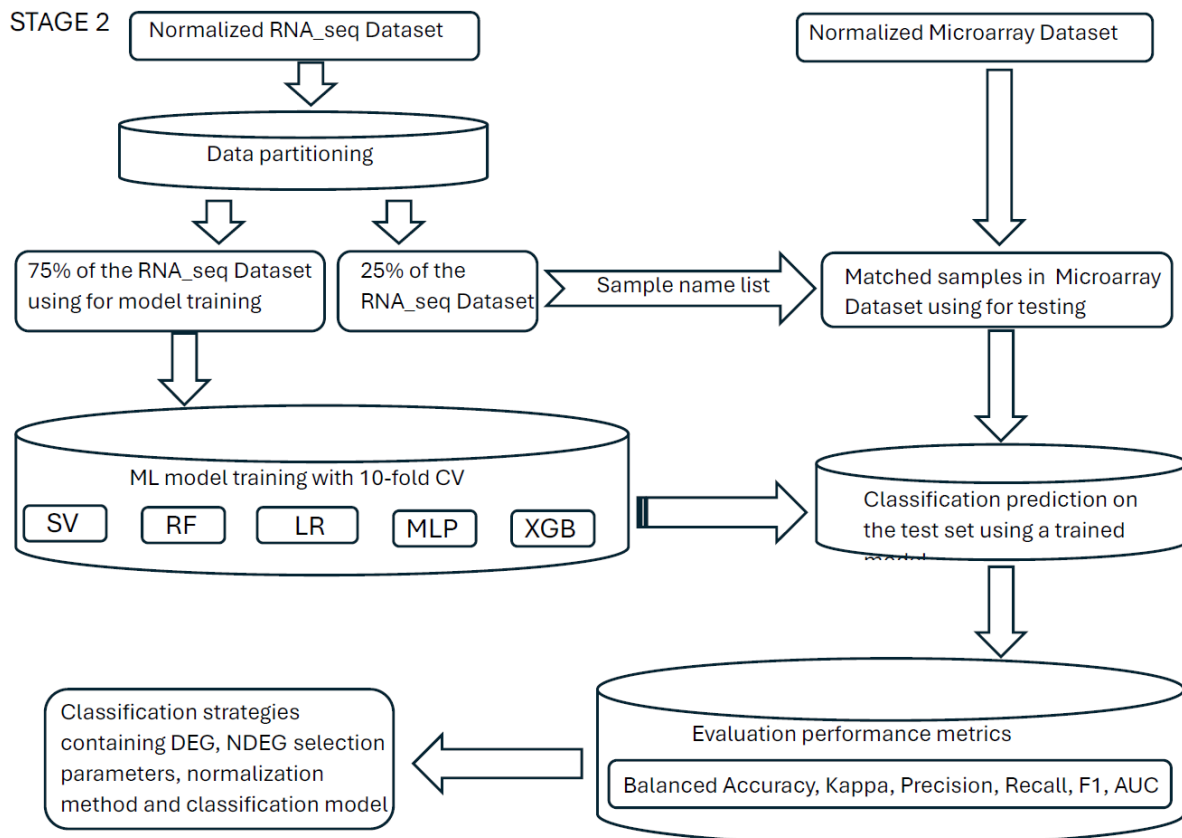 STAGE 2
Normalized RNA_seq Dataset
Normalized Microarray Dataset
Data partitioning
75% of the RNA_seq Dataset
using for model training
25% of the
RNA_seq Dataset
Sample name list
Matched samples in Microarray
Dataset using for testing
ML model training with 10-fold CV
SV
RF
LR
MLP
XGB
Classification prediction on
the test set using a trained
Classification strategies
containing DEG, NDEG selection
parameters, normalization
method and classification model
Evaluation performance metrics
Balanced Accuracy, Kappa, Precision, Recall, F1, AUC